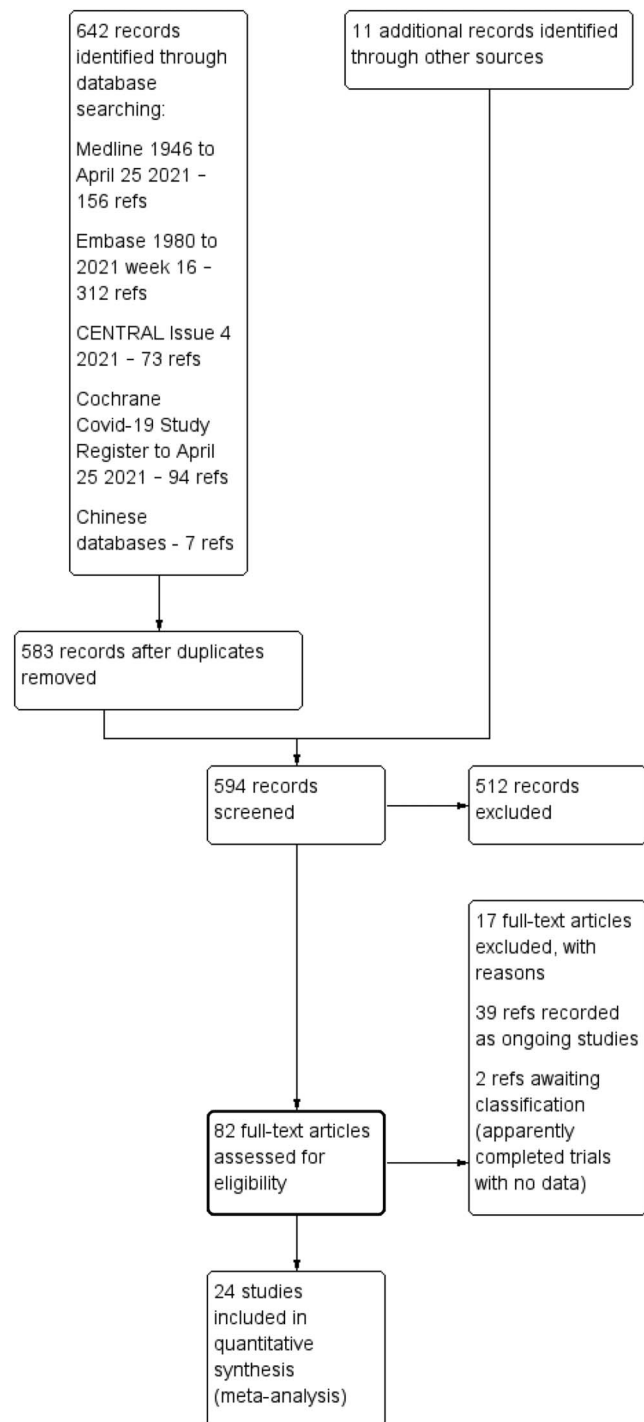 642 records
identified through
database
searching:
Medline 1946 to
April 25 2021 – 
156 refs
Embase 1980 to
2021 week 16 – 
312 refs
CENTRAL Issue 4
2021 – 73 refs
Cochrane
Covid-19 Study
Register to April
25 2021 – 94 refs
Chinese
databases - 7 refs
11 additional records identified
through other sources
583 records after duplicates
removed
594 records
screened
512 records
excluded
17 full-text articles
excluded, with
reasons
39 refs recorded
as ongoing studies
2 refs awaiting
classification
(apparently
completed trials
with no data)
82 full-text articles
assessed for
eligibility
24 studies
included in
quantitative
synthesis
(meta-analysis)